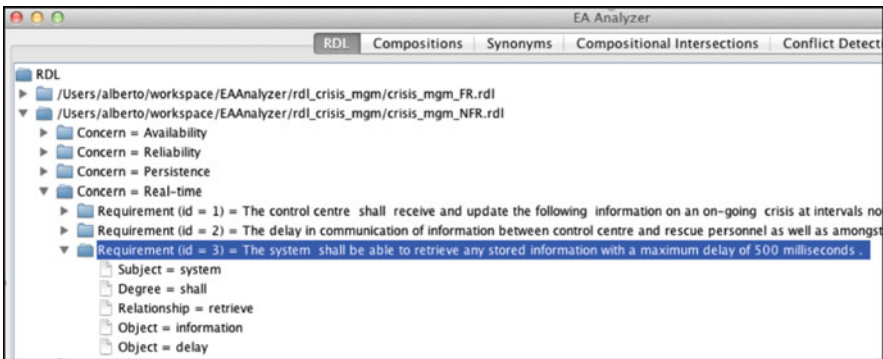 EA Analyzer
RDL Compositions Synonyms Compositional Intersections Conflict Detecti
RDL
/Users/alberto/workspace/EAAnalyzer/rdl_crisis_mgm/crisis_mgm_FR.rdl
/Users/alberto/workspace/EAAnalyzer/rdl_crisis_mgm/crisis_mgm_NFR.rdl
Concern = Availability
Concern = Reliability
Concern = Persistence
Concern = Real-time
Requirement (id = 1) = The control centre shall receive and update the following information on an on-going crisis at intervals no
Requirement (id = 2) = The delay in communication of information between control centre and rescue personnel as well as amongst
Requirement (id = 3) = The system shall be able to retrieve any stored information with a maximum delay of 500 milliseconds .
Subject = system
Degree = shall
Relationship = retrieve
Object = information
Object = delay